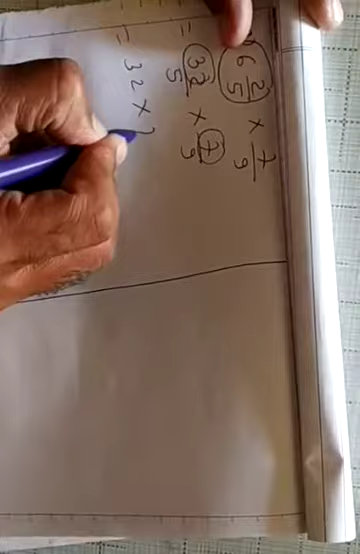 6 2/5 × 7/9
= 32/5 × 7/9
= 32 × 7